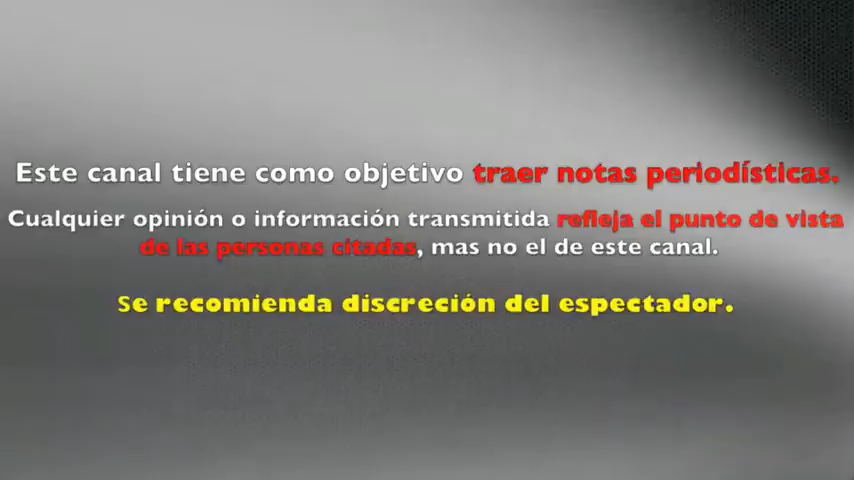 Este canal tiene como objetivo traer notas periodísticas.
Cualquier opinión o información transmitida refleja el punto de vista
de las personas citadas, mas no el de este canal.
Se recomienda discreción del espectador.